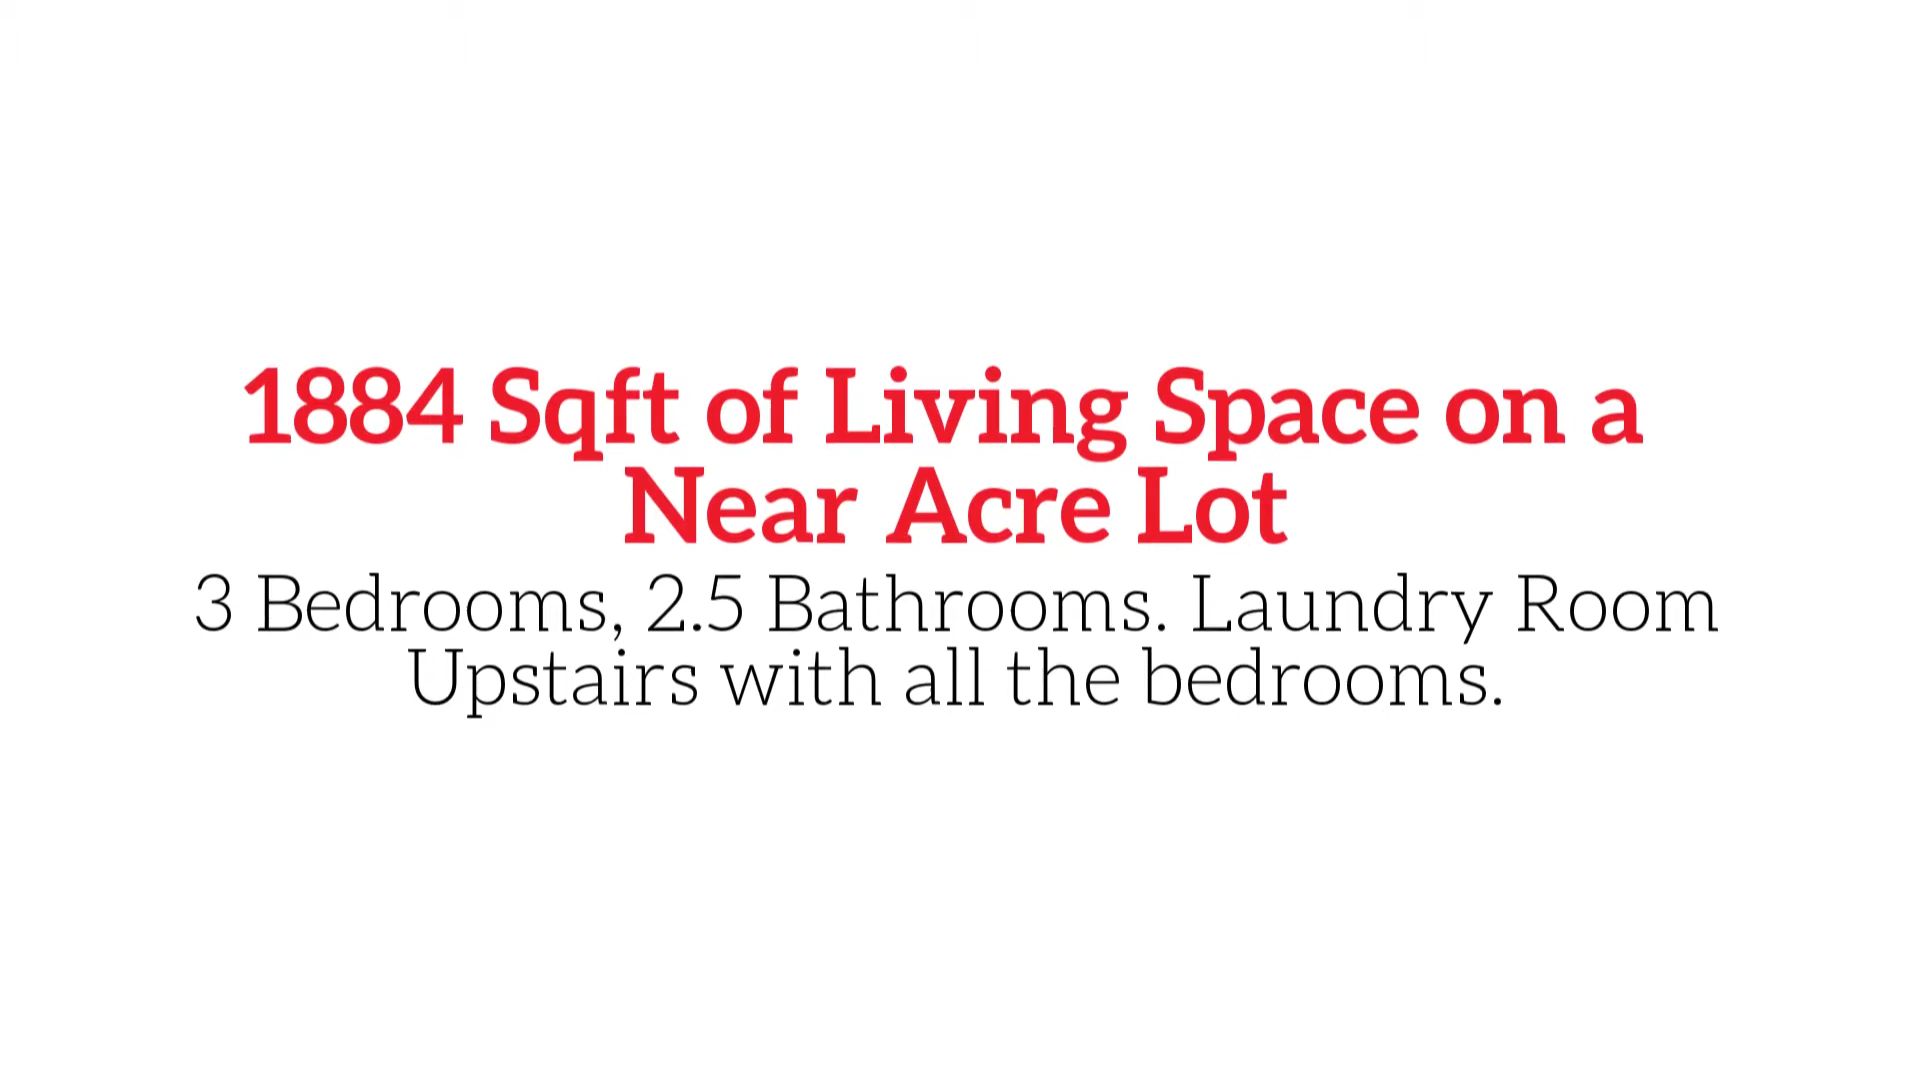 1884 Sqft of Living Space on a
Near Acre Lot
3 Bedrooms, 2.5 Bathrooms. Laundry Room
Upstairs with all the bedrooms.